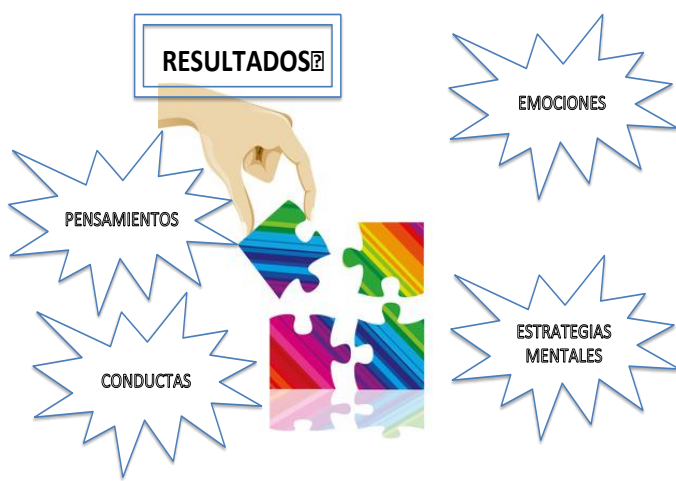 RESULTADOS⍰
EMOCIONES
PENSAMIENTOS
ESTRATEGIAS
MENTALES
CONDUCTAS